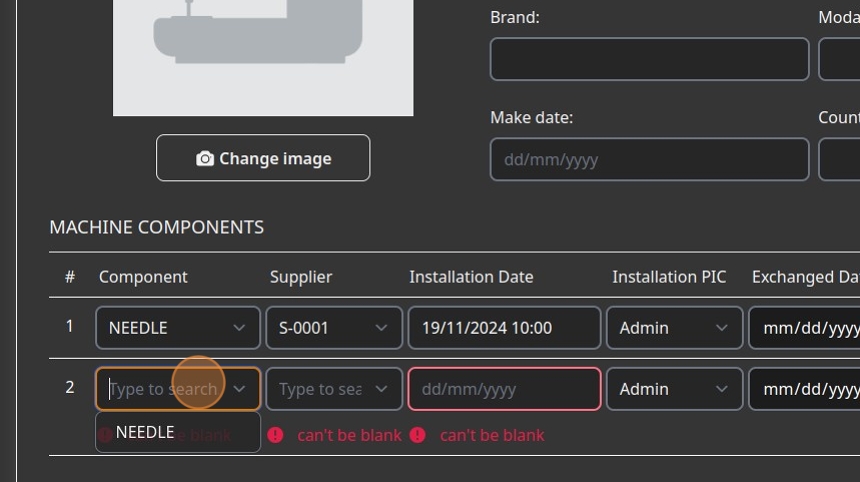 Brand:
Moda
Make date:
Count
dd/mm/yyyy
Change image
MACHINE COMPONENTS
# Component Supplier Installation Date Installation PIC Exchanged Da
1 NEEDLE S-0001 19/11/2024 10:00 Admin mm/dd/yyyy
2 Type to search Type to sea dd/mm/yyyy Admin mm/dd/yyyy
NEEDLE be blank can't be blank can't be blank